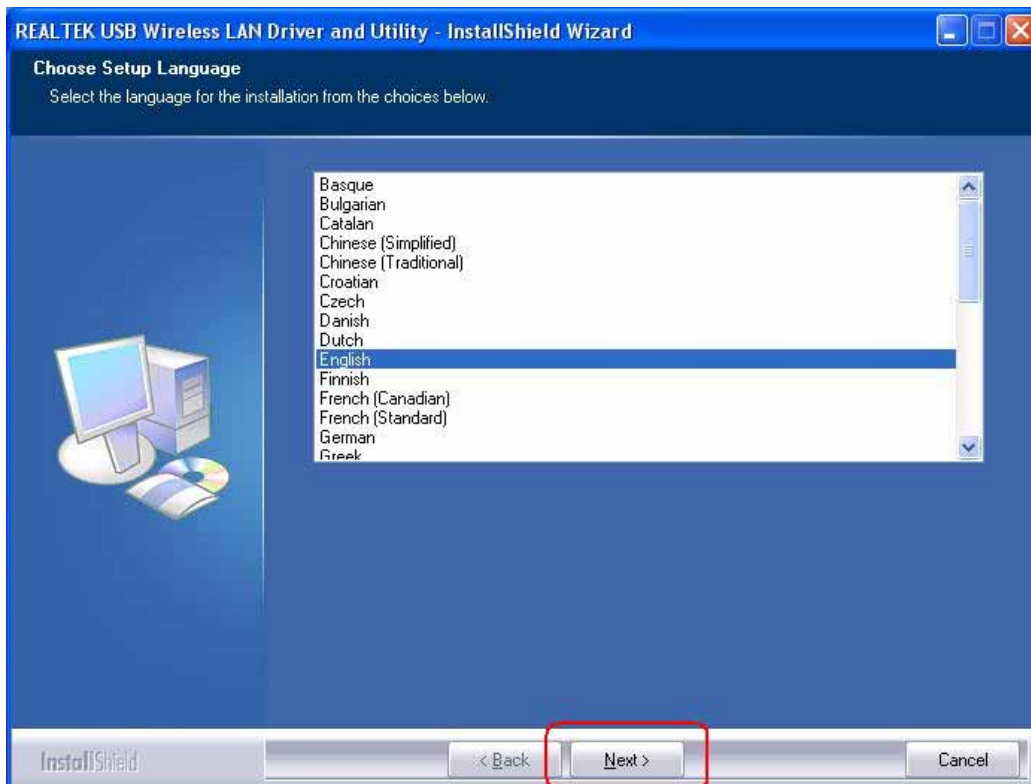 REALTEK USB Wireless LAN Driver and Utility - InstallShield Wizard
Choose Setup Language
Select the language for the installation from the choices below.
Basque
Bulgarian
Catalan
Chinese (Simplified)
Chinese (Traditional)
Croatian
Czech
Danish
Dutch
English
Finnish
French (Canadian)
French (Standard)
German
Greek
InstallShield
< Back
Next >
Cancel